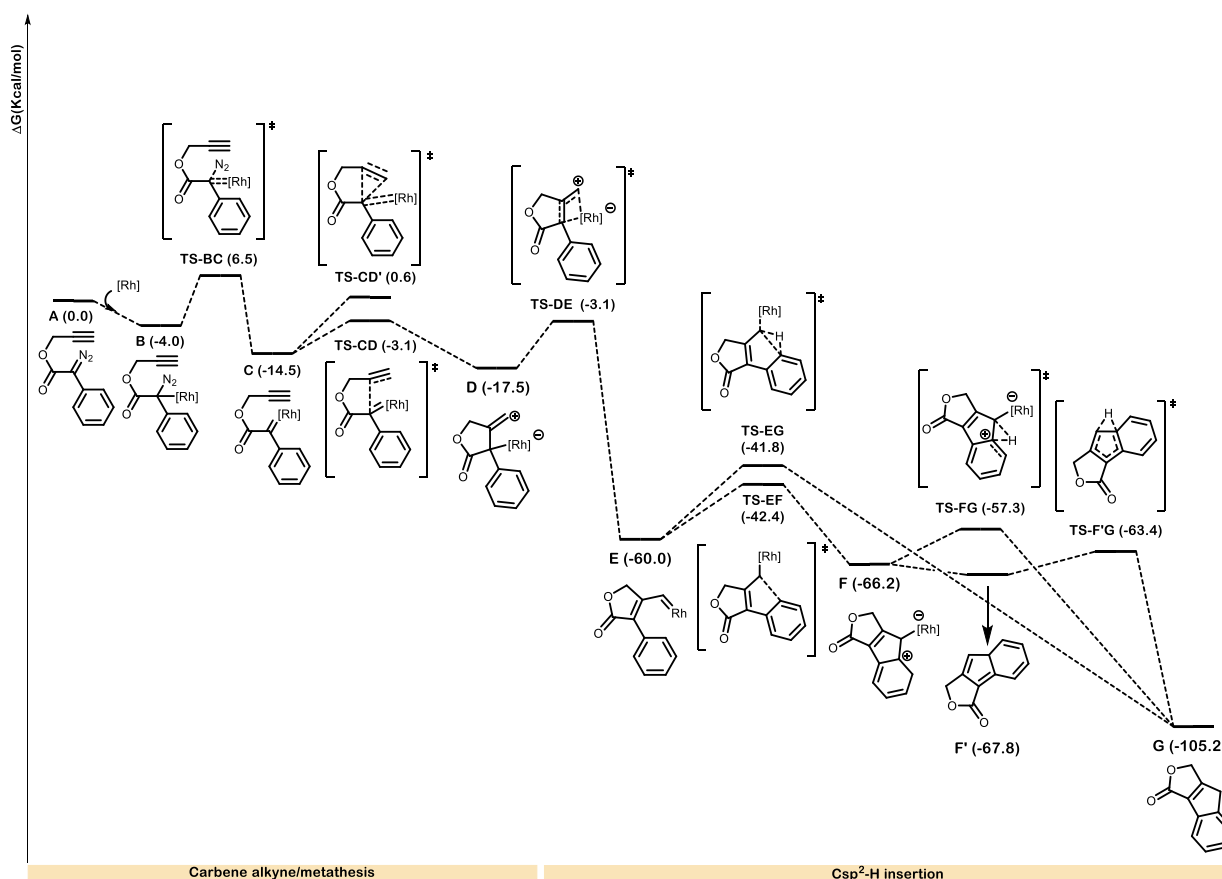 ΔG(Kcal/mol)
‡
N2
[Rh]
O
O
TS-BC (6.5)
‡
[Rh]
O
O
TS-CD' (0.6)
‡
⊕
[Rh]
⊖
O
O
TS-DE (-3.1)
[Rh]
A (0.0)
N2
O
O
B (-4.0)
N2
[Rh]
O
O
C (-14.5)
[Rh]
O
O
TS-CD (-3.1)
‡
[Rh]
O
O
D (-17.5)
⊕
[Rh]
⊖
O
O
‡
[Rh]
H
O
O
TS-EG
(-41.8)
TS-EF
(-42.4)
E (-60.0)
Rh
O
O
‡
[Rh]
O
O
‡
⊖
[Rh]
⊕
H
O
O
TS-FG (-57.3)
‡
H
O
O
TS-F'G (-63.4)
F (-66.2)
⊖
[Rh]
⊕
O
O
O
O
F' (-67.8)
G (-105.2
O
O
Carbene alkyne/metathesis
Csp2-H insertion